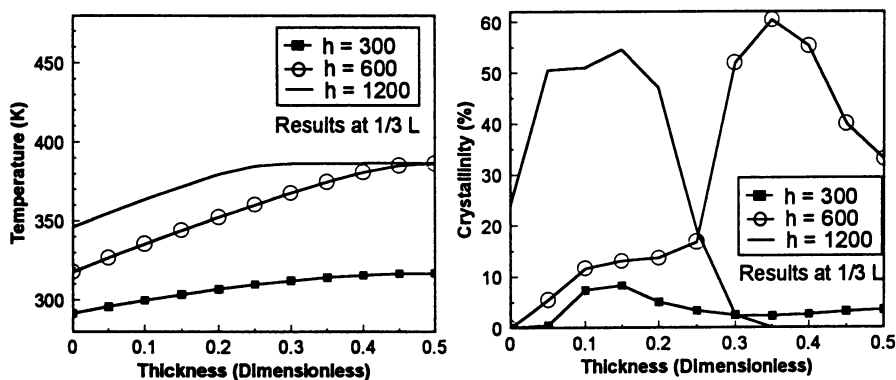 Temperature (K)
450
400
350
300
h = 300
h = 600
h = 1200
Results at 1/3 L
0
0.1
0.2
0.3
0.4
0.5
Thickness (Dimensionless)
Crystallinity (%)
60
50
40
30
20
10
0
h = 300
h = 600
h = 1200
Results at 1/3 L
0
0.1
0.2
0.3
0.4
0.5
Thickness (Dimensionless)